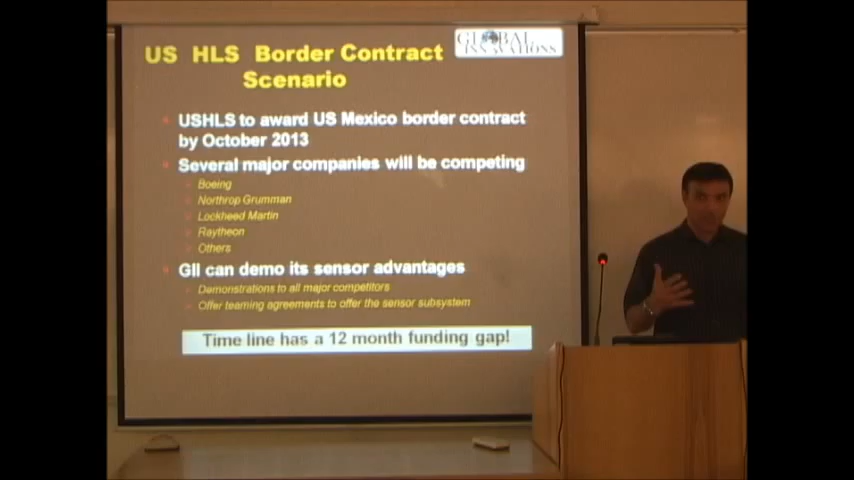 US HLS Border Contract
Scenario
GLOBAL
INNOVATIONS
USHLS to award US Mexico border contract
by October 2013
Several major companies will be competing
Boeing
Northrop Grumman
Lockheed Martin
Raytheon
Others
GII can demo its sensor advantages
Demonstrations to all major competitors
Offer teaming agreements to offer the sensor subsystem
Time line has a 12 month funding gap!